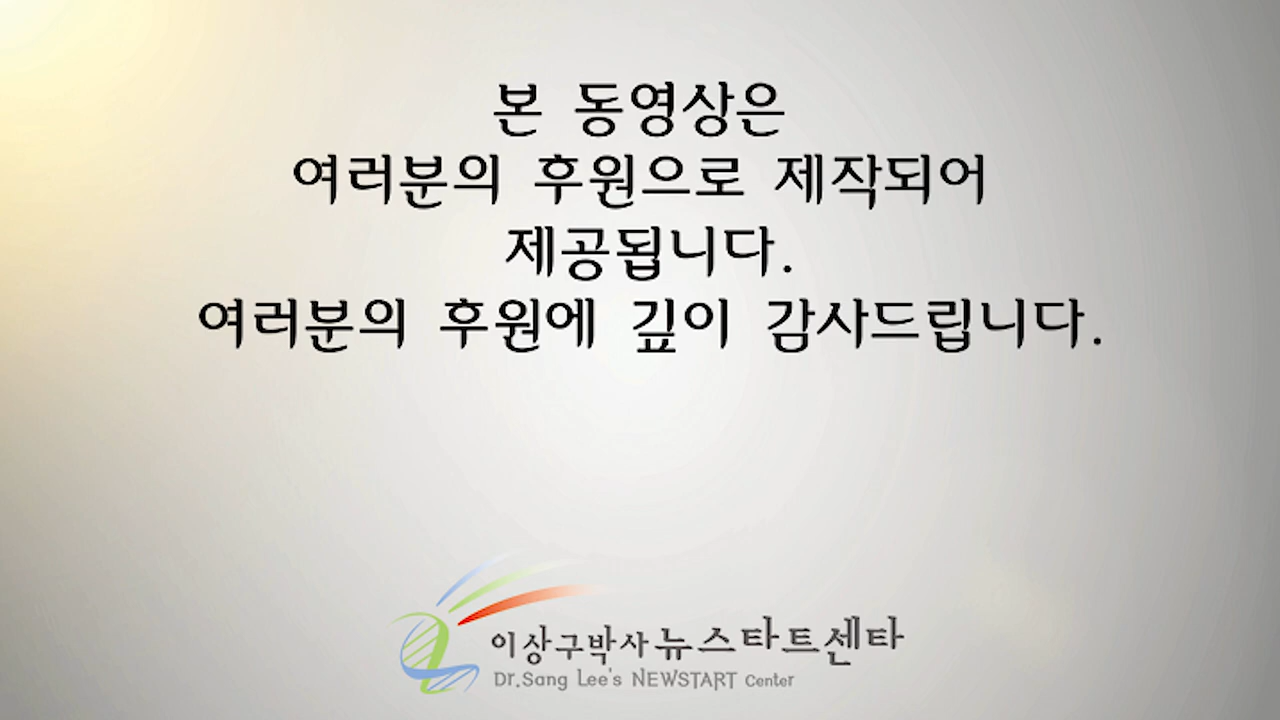 본 동영상은
여러분의 후원으로 제작되어
제공됩니다.
여러분의 후원에 깊이 감사드립니다.
이상구박사 뉴스타트센타
Dr.Sang Lee's NEWSTART Center